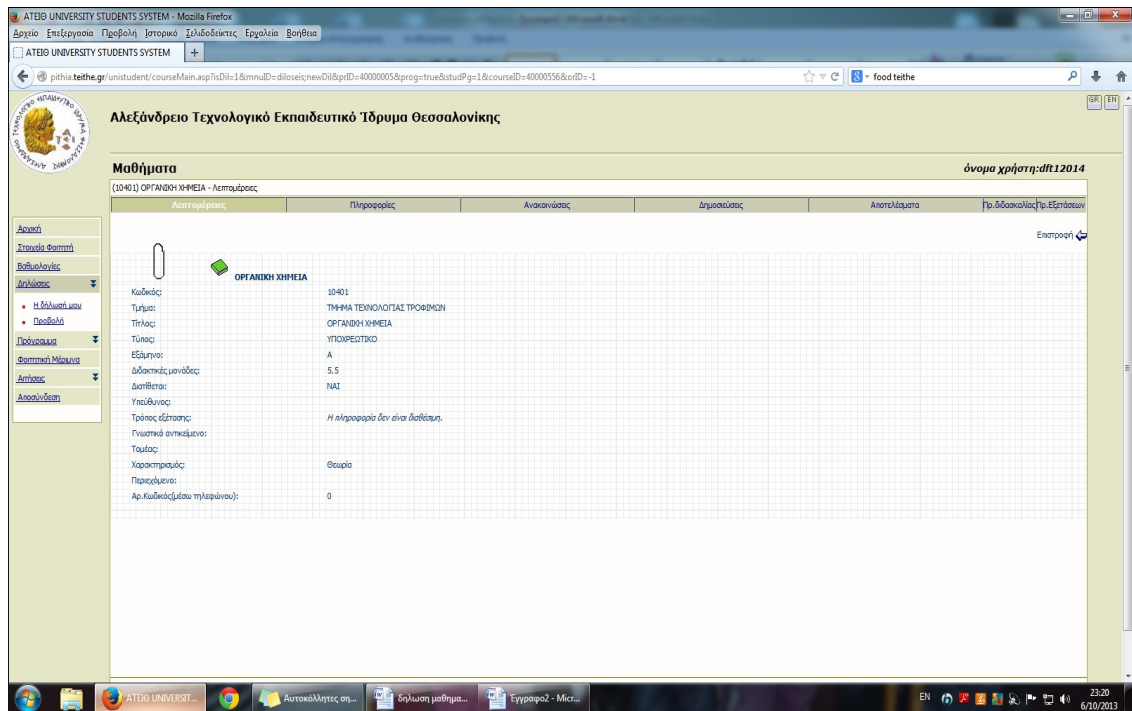 ΑΤΕΙΘ UNIVERSITY STUDENTS SYSTEM - Mozilla Firefox
Αρχείο Επεξεργασία Προβολή Ιστορικό Σελιδοδείκτες Εργαλεία Βοήθεια
ΑΤΕΙΘ UNIVERSITY STUDENTS SYSTEM +
pithia.teithe.gr/unistudent/courseMain.asp?isDil=1&mnuID=diloseis;newDil&prID=40000005&prog=true&studPg=1&courseID=40000556&orID=-1 food teithe
GR EN
Αλεξάνδρειο Τεχνολογικό Εκπαιδευτικό Ίδρυμα Θεσσαλονίκης
Μαθήματα όνομα χρήστη:dft12014
(10401) ΟΡΓΑΝΙΚΗ ΧΗΜΕΙΑ - Λεπτομέρειες
Λεπτομέρειες Πληροφορίες Ανακοινώσεις Δημοσιεύσεις Αποτελέσματα Πρ.διδασκαλίας Πρ.Εξετάσεων
Επιστροφή
Αρχική
Στοιχεία Φοιτητή
Βαθμολογίες
Δηλώσεις
Η δήλωσή μου
Προβολή
Πρόγραμμα
Φοιτητική Μέριμνα
Αιτήσεις
Αποσύνδεση
ΟΡΓΑΝΙΚΗ ΧΗΜΕΙΑ
Κωδικός: 10401
Τμήμα: ΤΜΗΜΑ ΤΕΧΝΟΛΟΓΙΑΣ ΤΡΟΦΙΜΩΝ
Τίτλος: ΟΡΓΑΝΙΚΗ ΧΗΜΕΙΑ
Τύπος: ΥΠΟΧΡΕΩΤΙΚΟ
Εξάμηνο: Α
Διδακτικές μονάδες: 5.5
Διατίθεται: ΝΑΙ
Υπεύθυνος:
Τρόπος εξέτασης: Η πληροφορία δεν είναι διαθέσιμη.
Γνωστικό αντικείμενο:
Τομέας:
Χαρακτηρισμός: Θεωρία
Περιεχόμενο:
Αρ.Κωδικός(μέσω τηλεφώνου): 0
ΑΤΕΙΘ UNIVERSIT... Αυτοκόλλητες ση... δηλωση μαθημα... Έγγραφο2 - Micr... EN 23:20
6/10/2013